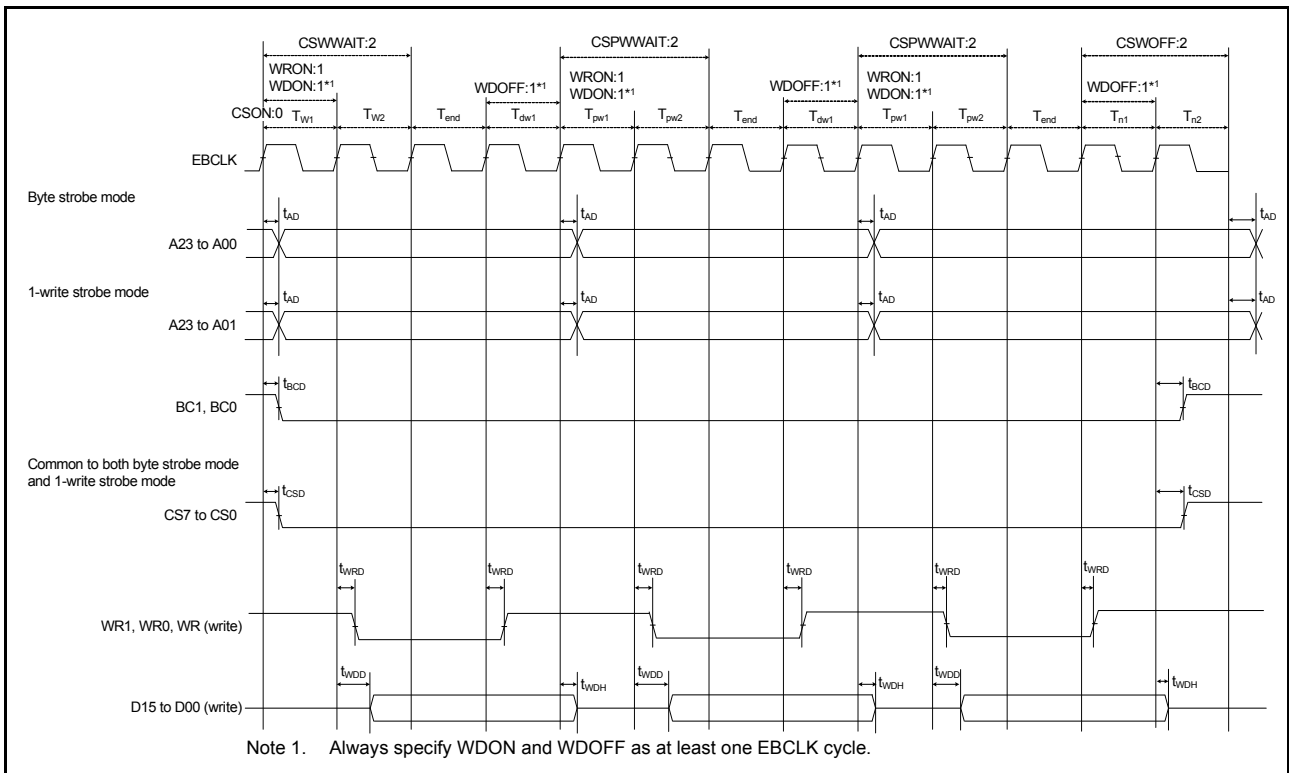 CSWWAIT:2 CSPWWAIT:2 CSPWWAIT:2 CSWOFF:2
WRON:1 WRON:1 WRON:1
WDON:1*1 WDOFF:1*1 WDON:1*1 WDOFF:1*1 WDON:1*1 WDOFF:1*1
CSON:0 TW1 TW2 Tend Tdw1 Tpw1 Tpw2 Tend Tdw1 Tpw1 Tpw2 Tend Tn1 Tn2
EBCLK
Byte strobe mode
tAD tAD tAD tAD
A23 to A00
1-write strobe mode
tAD tAD tAD tAD
A23 to A01
tBCD tBCD
BC1, BC0
Common to both byte strobe mode
and 1-write strobe mode
tCSD tCSD
CS7 to CS0
tWRD tWRD tWRD tWRD tWRD tWRD
WR1, WR0, WR (write)
tWDD tWDH tWDD tWDH tWDD tWDH
D15 to D00 (write)
Note 1. Always specify WDON and WDOFF as at least one EBCLK cycle.